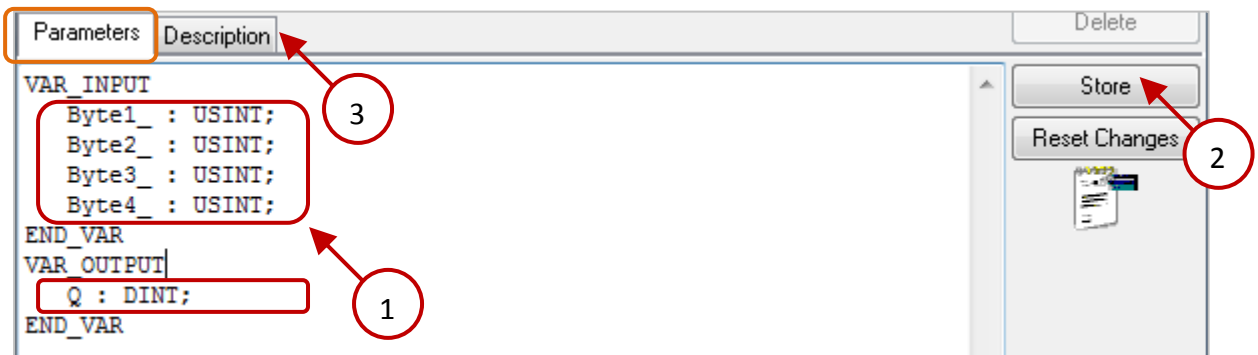 Parameters Description
Delete
VAR_INPUT
Store
Byte1_ : USINT;
3
Byte2_ : USINT;
Reset Changes
2
Byte3_ : USINT;
Byte4_ : USINT;
END_VAR
VAR_OUTPUT
Q : DINT;
1
END_VAR